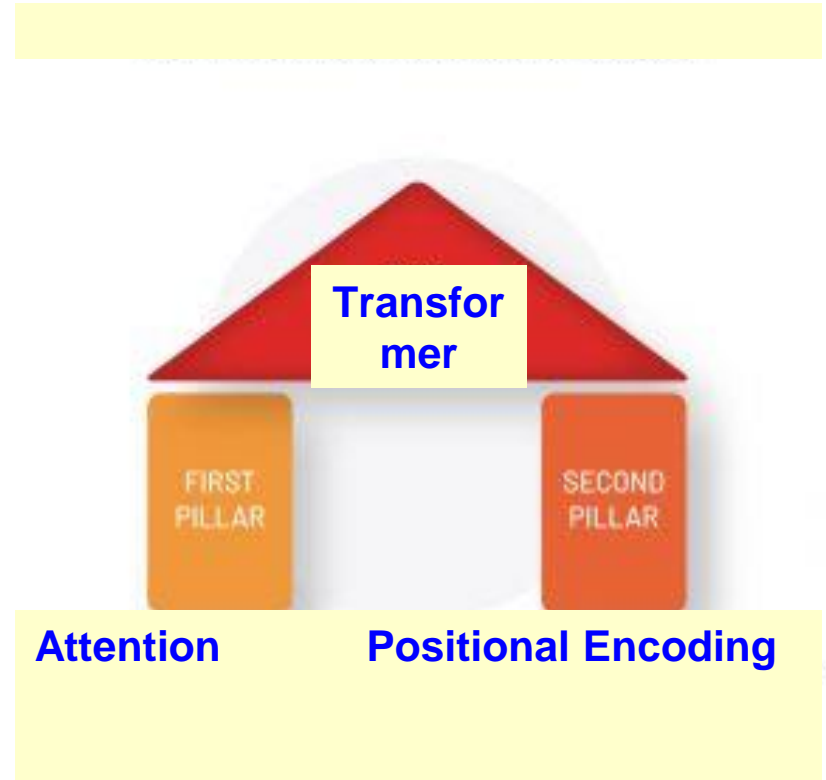 Transfor
mer
FIRST
PILLAR
SECOND
PILLAR
Attention
Positional Encoding